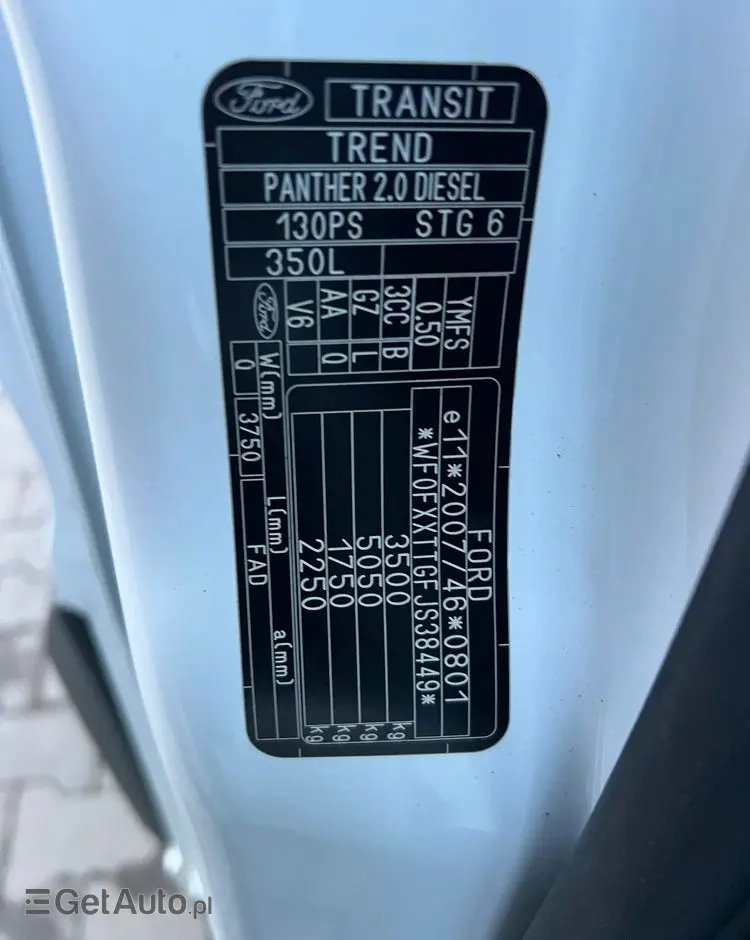 Ford TRANSIT
TREND
PANTHER 2.0 DIESEL
130PS STG 6
350L
YMFS
0.50
3CC B
GZ L
AA Q
V6
Ford
FORD
e11*2007/46*0801
*WF0FXXTTGFJS38449*
3500 kg
5050 kg
1750 kg
2250 kg
W(mm) L(mm) a(mm)
0 3750 FAD
GetAuto.pl